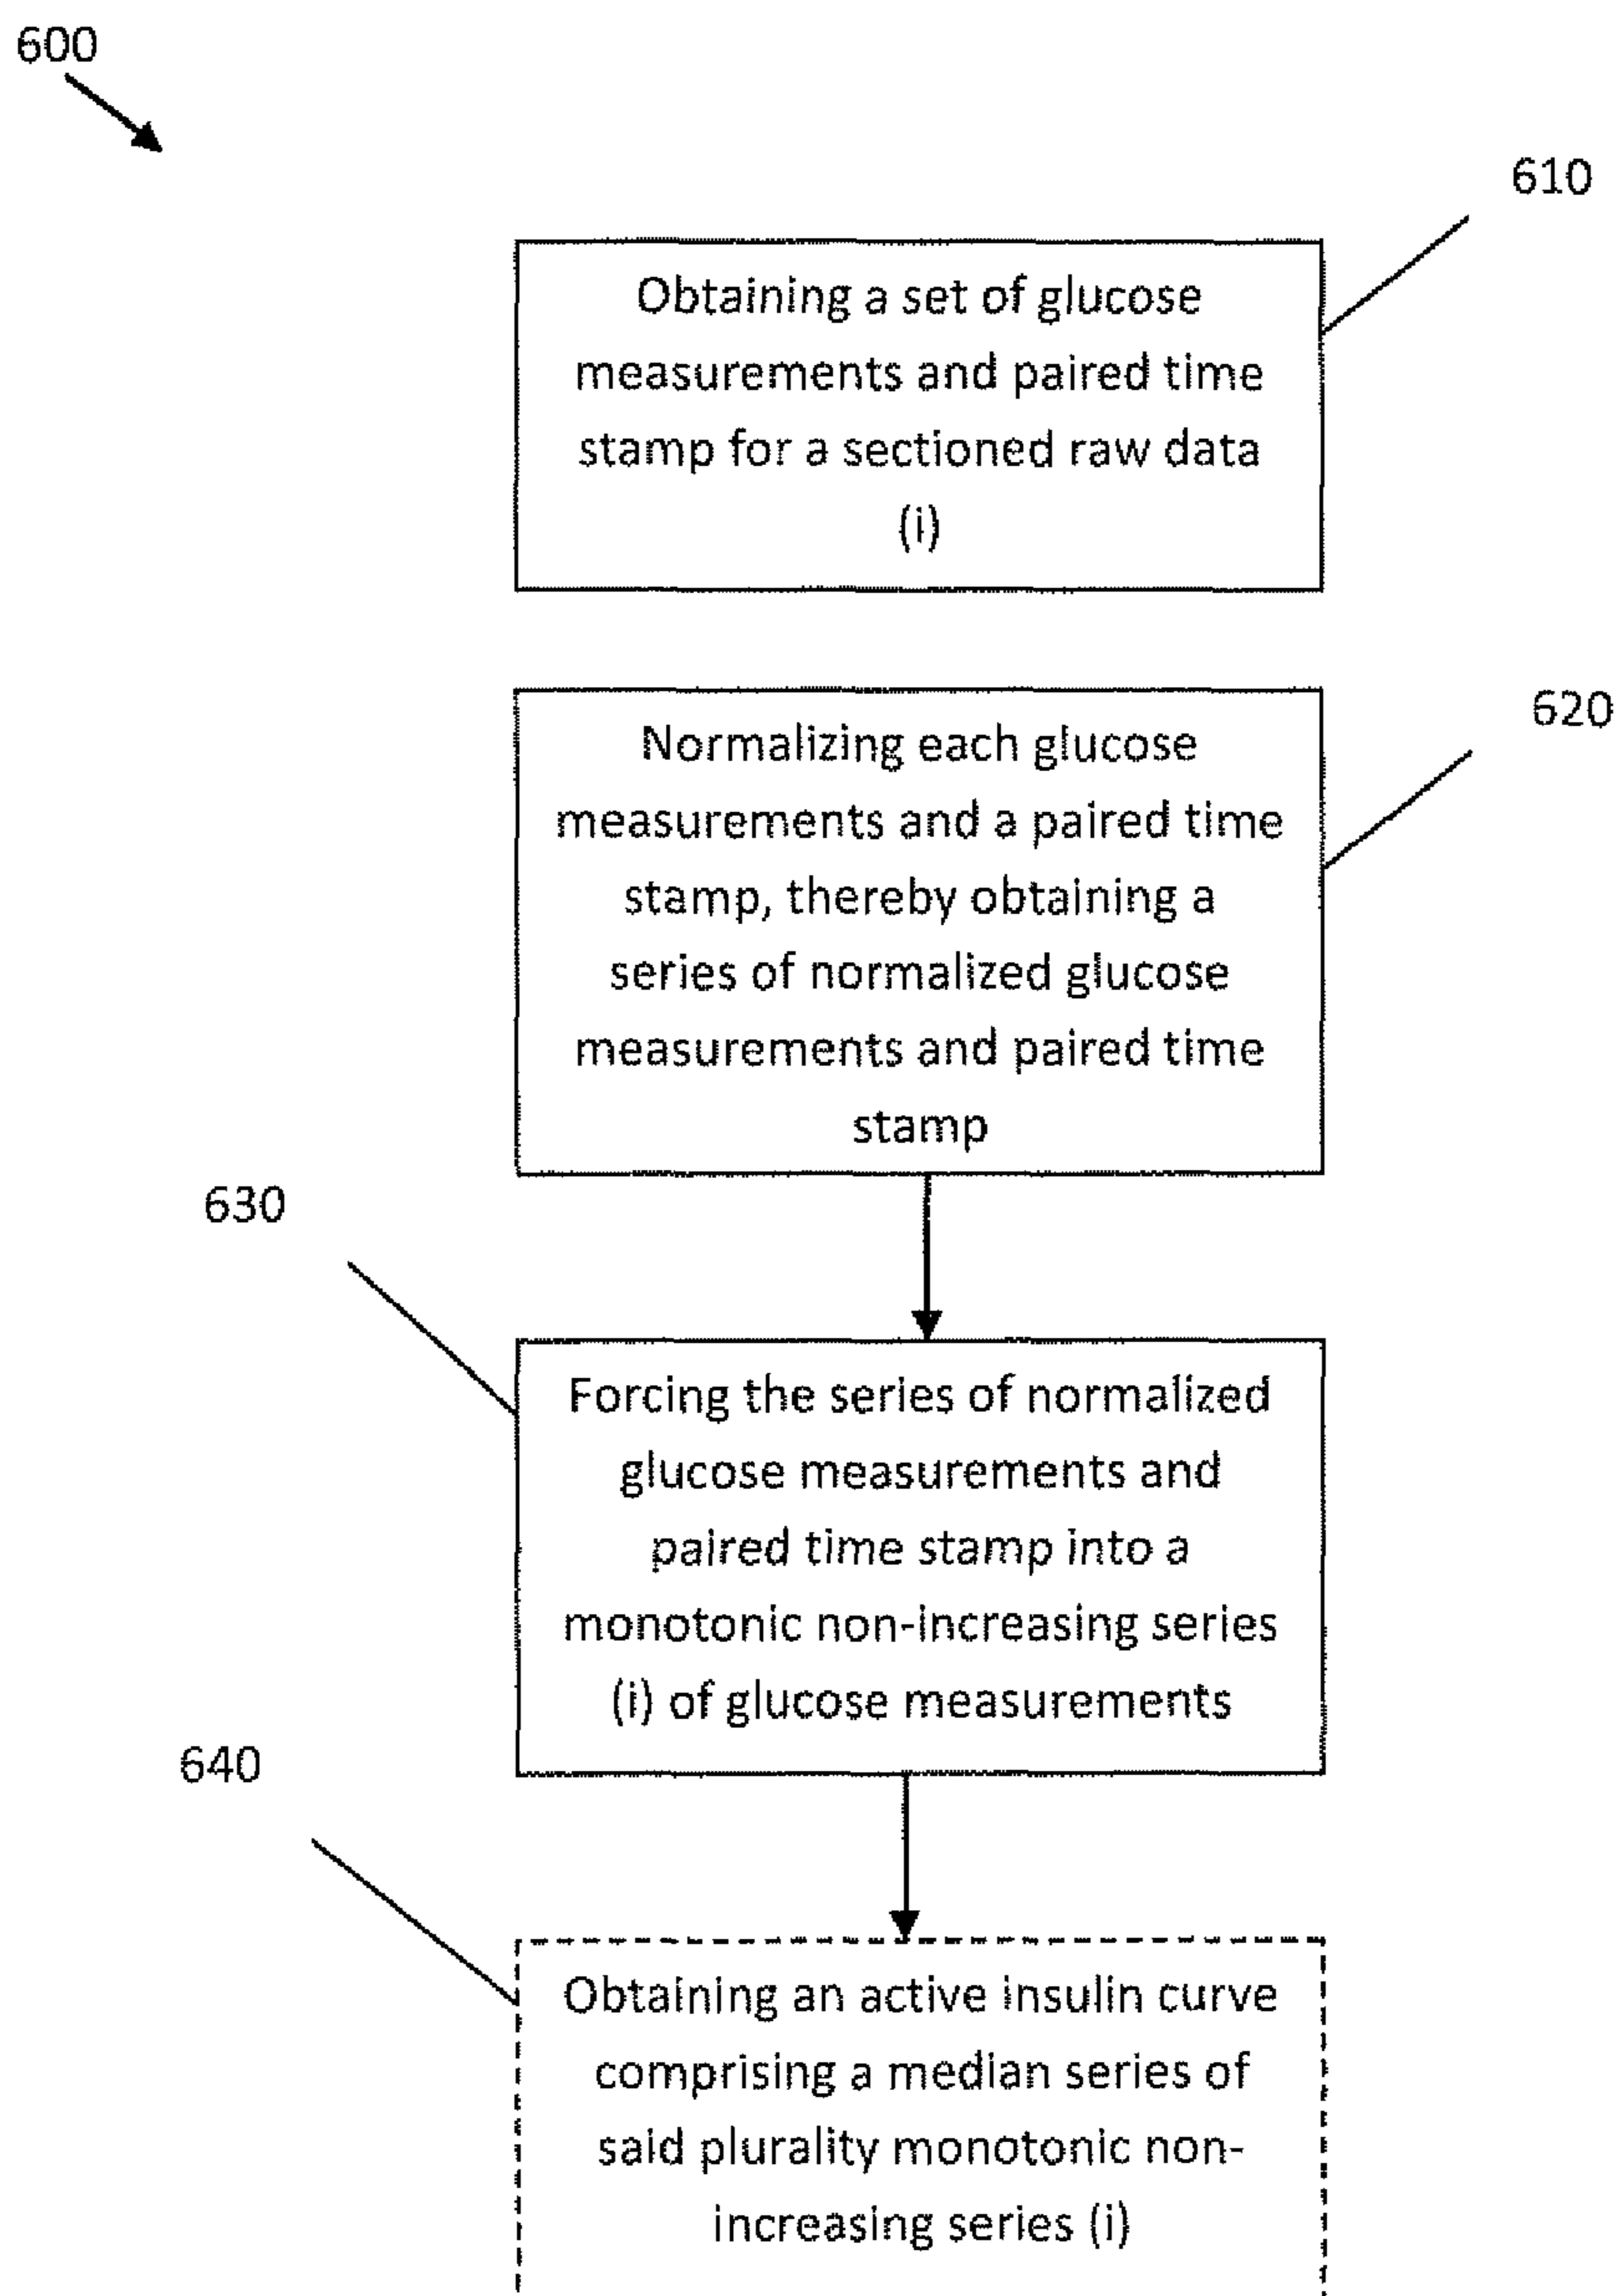 600
610
Obtaining a set of glucose
measurements and paired time
stamp for a sectioned raw data
(i)
620
Normalizing each glucose
measurements and a paired time
stamp, thereby obtaining a
series of normalized glucose
measurements and paired time
stamp
630
Forcing the series of normalized
glucose measurements and
paired time stamp into a
monotonic non-increasing series
(i) of glucose measurements
640
Obtaining an active insulin curve
comprising a median series of
said plurality monotonic non-
increasing series (i)